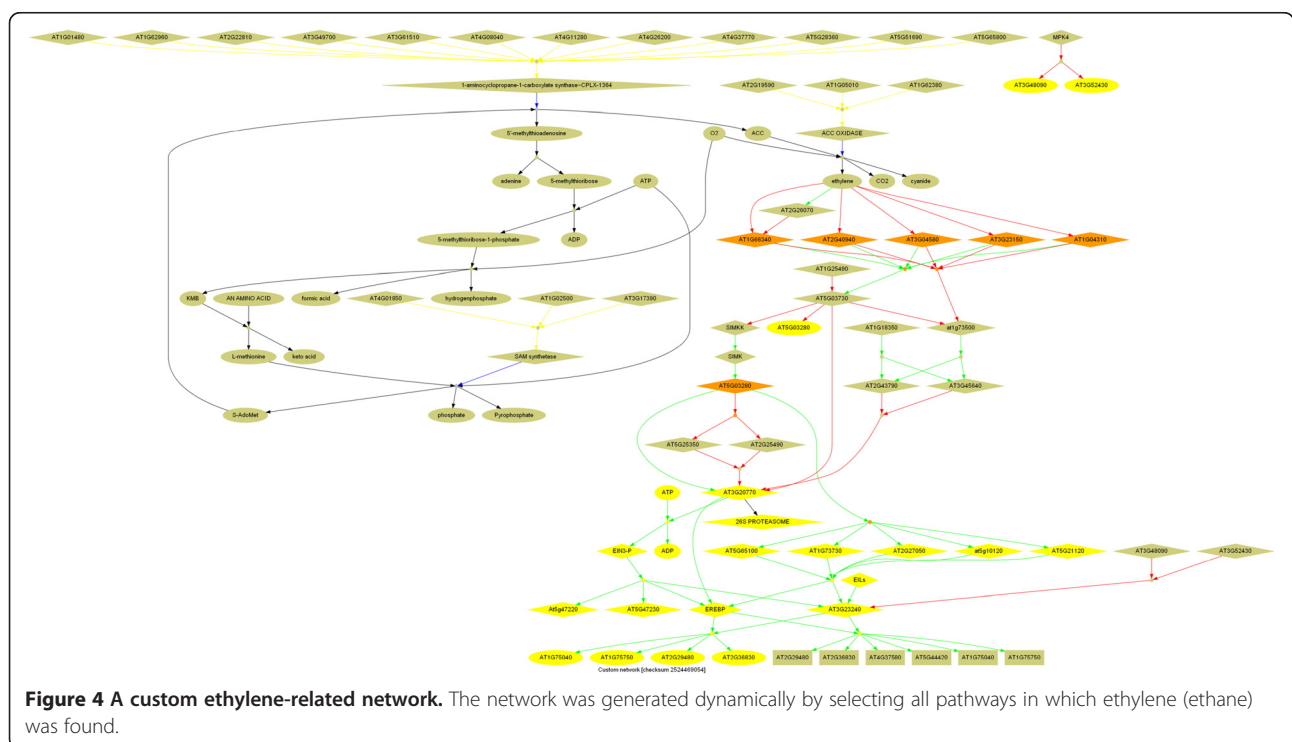 AT1G01480 AT1G62960 AT2G22810 AT3G49700 AT3G61510 AT4G08040 AT4G11280 AT4G26200 AT4G37770 AT5G28360 AT5G51690 AT5G65800 MPK4
1-aminocyclopropane-1-carboxylate synthase-CPLX-1364 AT2G19590 AT1G05010 AT1G62380 AT3G48090 AT3G52430
5'-methylthioadenosine O2 ACC ACC OXIDASE
adenine 5-methylthioribose ATP ethylene CO2 cyanide
AT2G26070
5-methylthioribose-1-phosphate ADP AT1G66340 AT2G40940 AT3G04580 AT3G23150 AT1G04310
AT1G25490
KMB AN AMINO ACID formic acid hydrogenphosphate AT4G01850 AT1G02500 AT3G17390 AT5G03730
SIMKK AT5G03280 AT1G18350 at1g73500
L-methionine keto acid SAM synthetase SIMK
AT5G03280 AT2G43790 AT3G45640
S-AdoMet phosphate Pyrophosphate
AT5G25350 AT2G25490
ATP AT3G20770
26S PROTEASOME
EIN3-P ADP AT5G65100 AT1G73730 AT2G27050 at5g10120 AT5G21120 AT3G48090 AT3G52430
EILs
At5g47220 AT5G47230 EREBP AT3G23240
AT1G75040 AT1G75750 AT2G29480 AT2G36830 AT2G29480 AT2G36830 AT4G37580 AT5G44420 AT1G75040 AT1G75750
Custom network [checksum 2524469054]
Figure 4 A custom ethylene-related network. The network was generated dynamically by selecting all pathways in which ethylene (ethane)
was found.